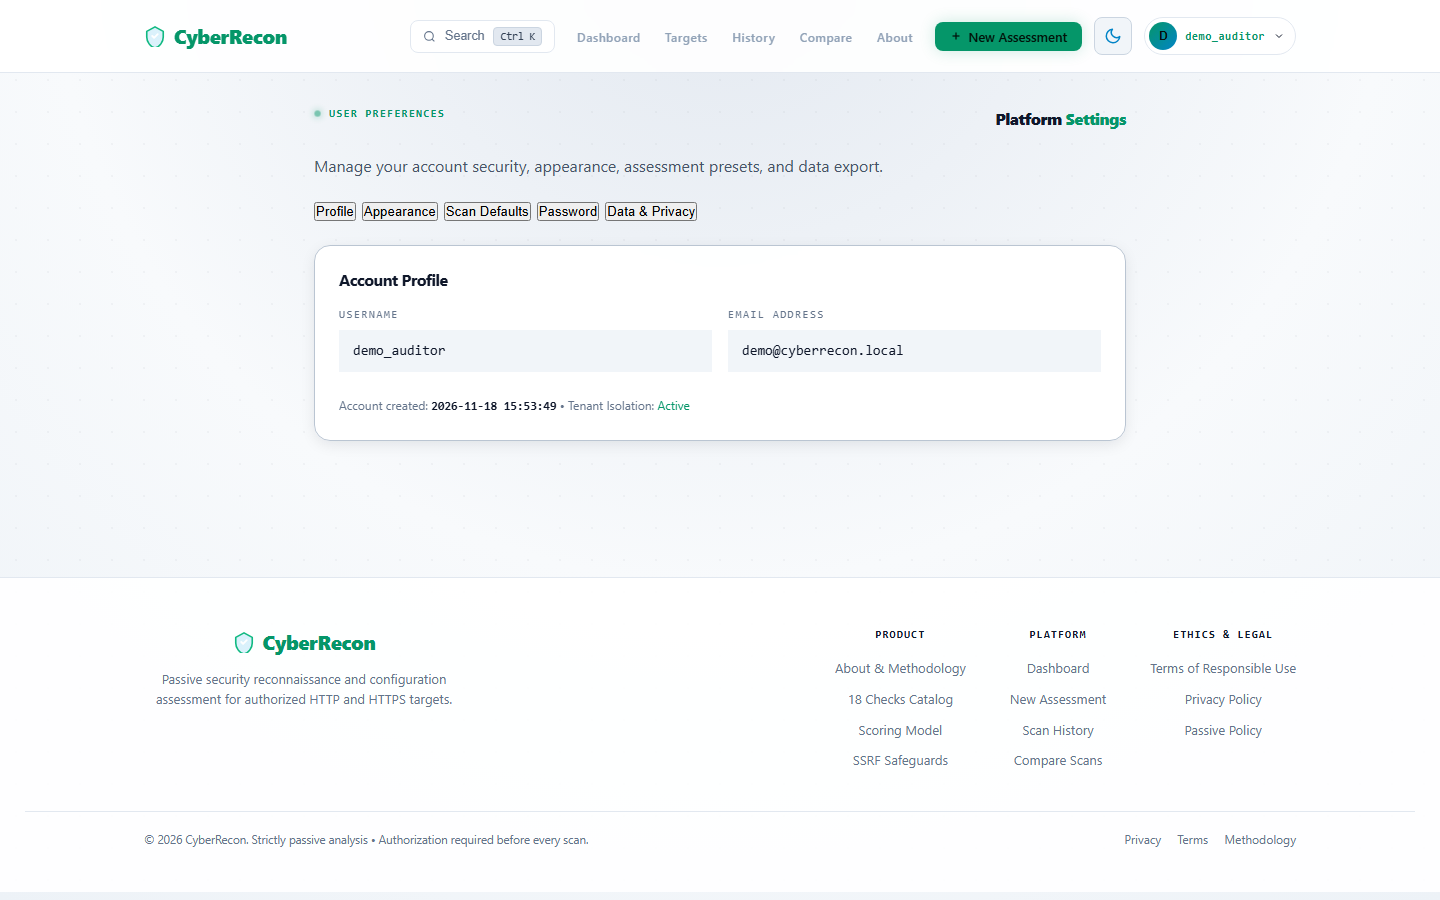 CyberRecon
Search Ctrl K
Dashboard
Targets
History
Compare
About
+ New Assessment
D demo_auditor
USER PREFERENCES
Platform Settings
Manage your account security, appearance, assessment presets, and data export.
Profile
Appearance
Scan Defaults
Password
Data & Privacy
Account Profile
USERNAME
demo_auditor
EMAIL ADDRESS
demo@cyberrecon.local
Account created: 2026-11-18 15:53:49 • Tenant Isolation: Active
CyberRecon
Passive security reconnaissance and configuration
assessment for authorized HTTP and HTTPS targets.
PRODUCT
About & Methodology
18 Checks Catalog
Scoring Model
SSRF Safeguards
PLATFORM
Dashboard
New Assessment
Scan History
Compare Scans
ETHICS & LEGAL
Terms of Responsible Use
Privacy Policy
Passive Policy
© 2026 CyberRecon. Strictly passive analysis • Authorization required before every scan.
Privacy
Terms
Methodology